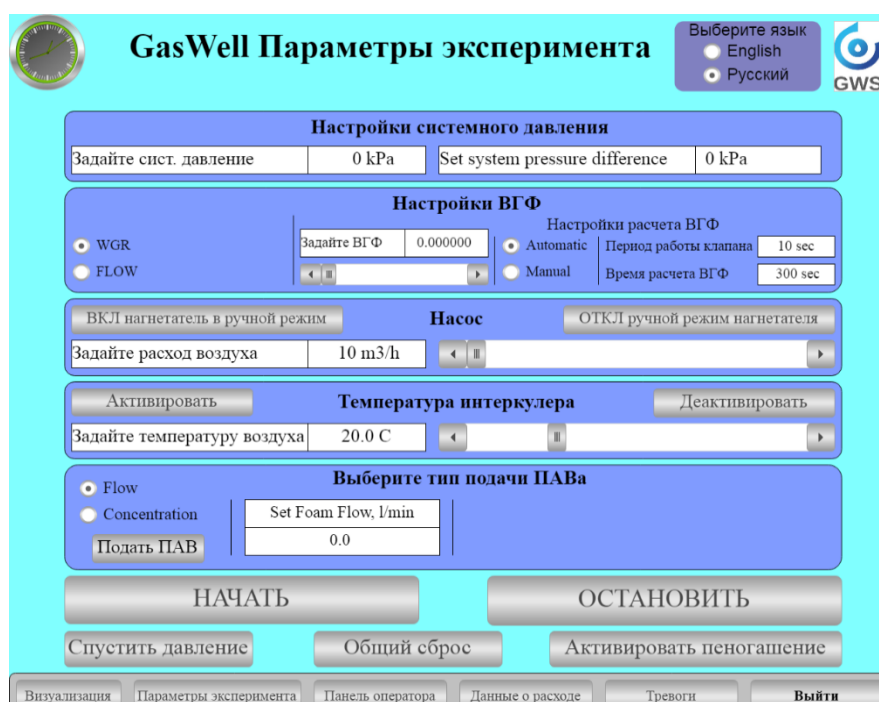 GasWell Параметры эксперимента
Выберите язык
English
Русский
GWS
Настройки системного давления
Задайте сист. давление 0 kPa Set system pressure difference 0 kPa
Настройки ВГФ
Настройки расчета ВГФ
WGR Задайте ВГФ 0.000000 Automatic Период работы клапана 10 sec
FLOW Manual Время расчета ВГФ 300 sec
ВКЛ нагнетатель в ручной режим Насос ОТКЛ ручной режим нагнетателя
Задайте расход воздуха 10 m3/h
Активировать Температура интеркулера Деактивировать
Задайте температуру воздуха 20.0 C
Выберите тип подачи ПАВа
Flow
Concentration Set Foam Flow, l/min
Подать ПАВ 0.0
НАЧАТЬ ОСТАНОВИТЬ
Спустить давление Общий сброс Активировать пеногашение
Визуализация Параметры эксперимента Панель оператора Данные о расходе Тревоги Выйти